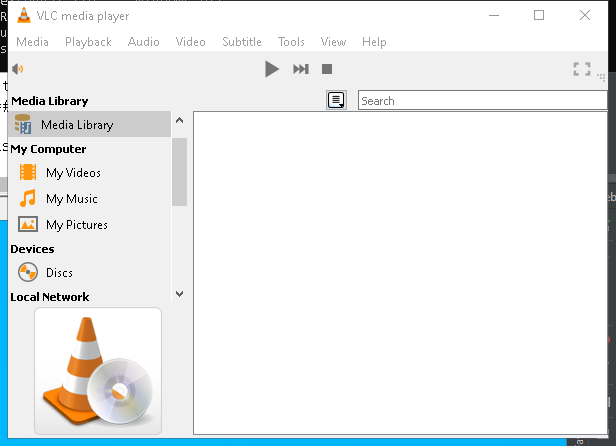 VLC media player
Media Playback Audio Video Subtitle Tools View Help
Media Library
Search
Media Library
My Computer
My Videos
My Music
My Pictures
Devices
Discs
Local Network